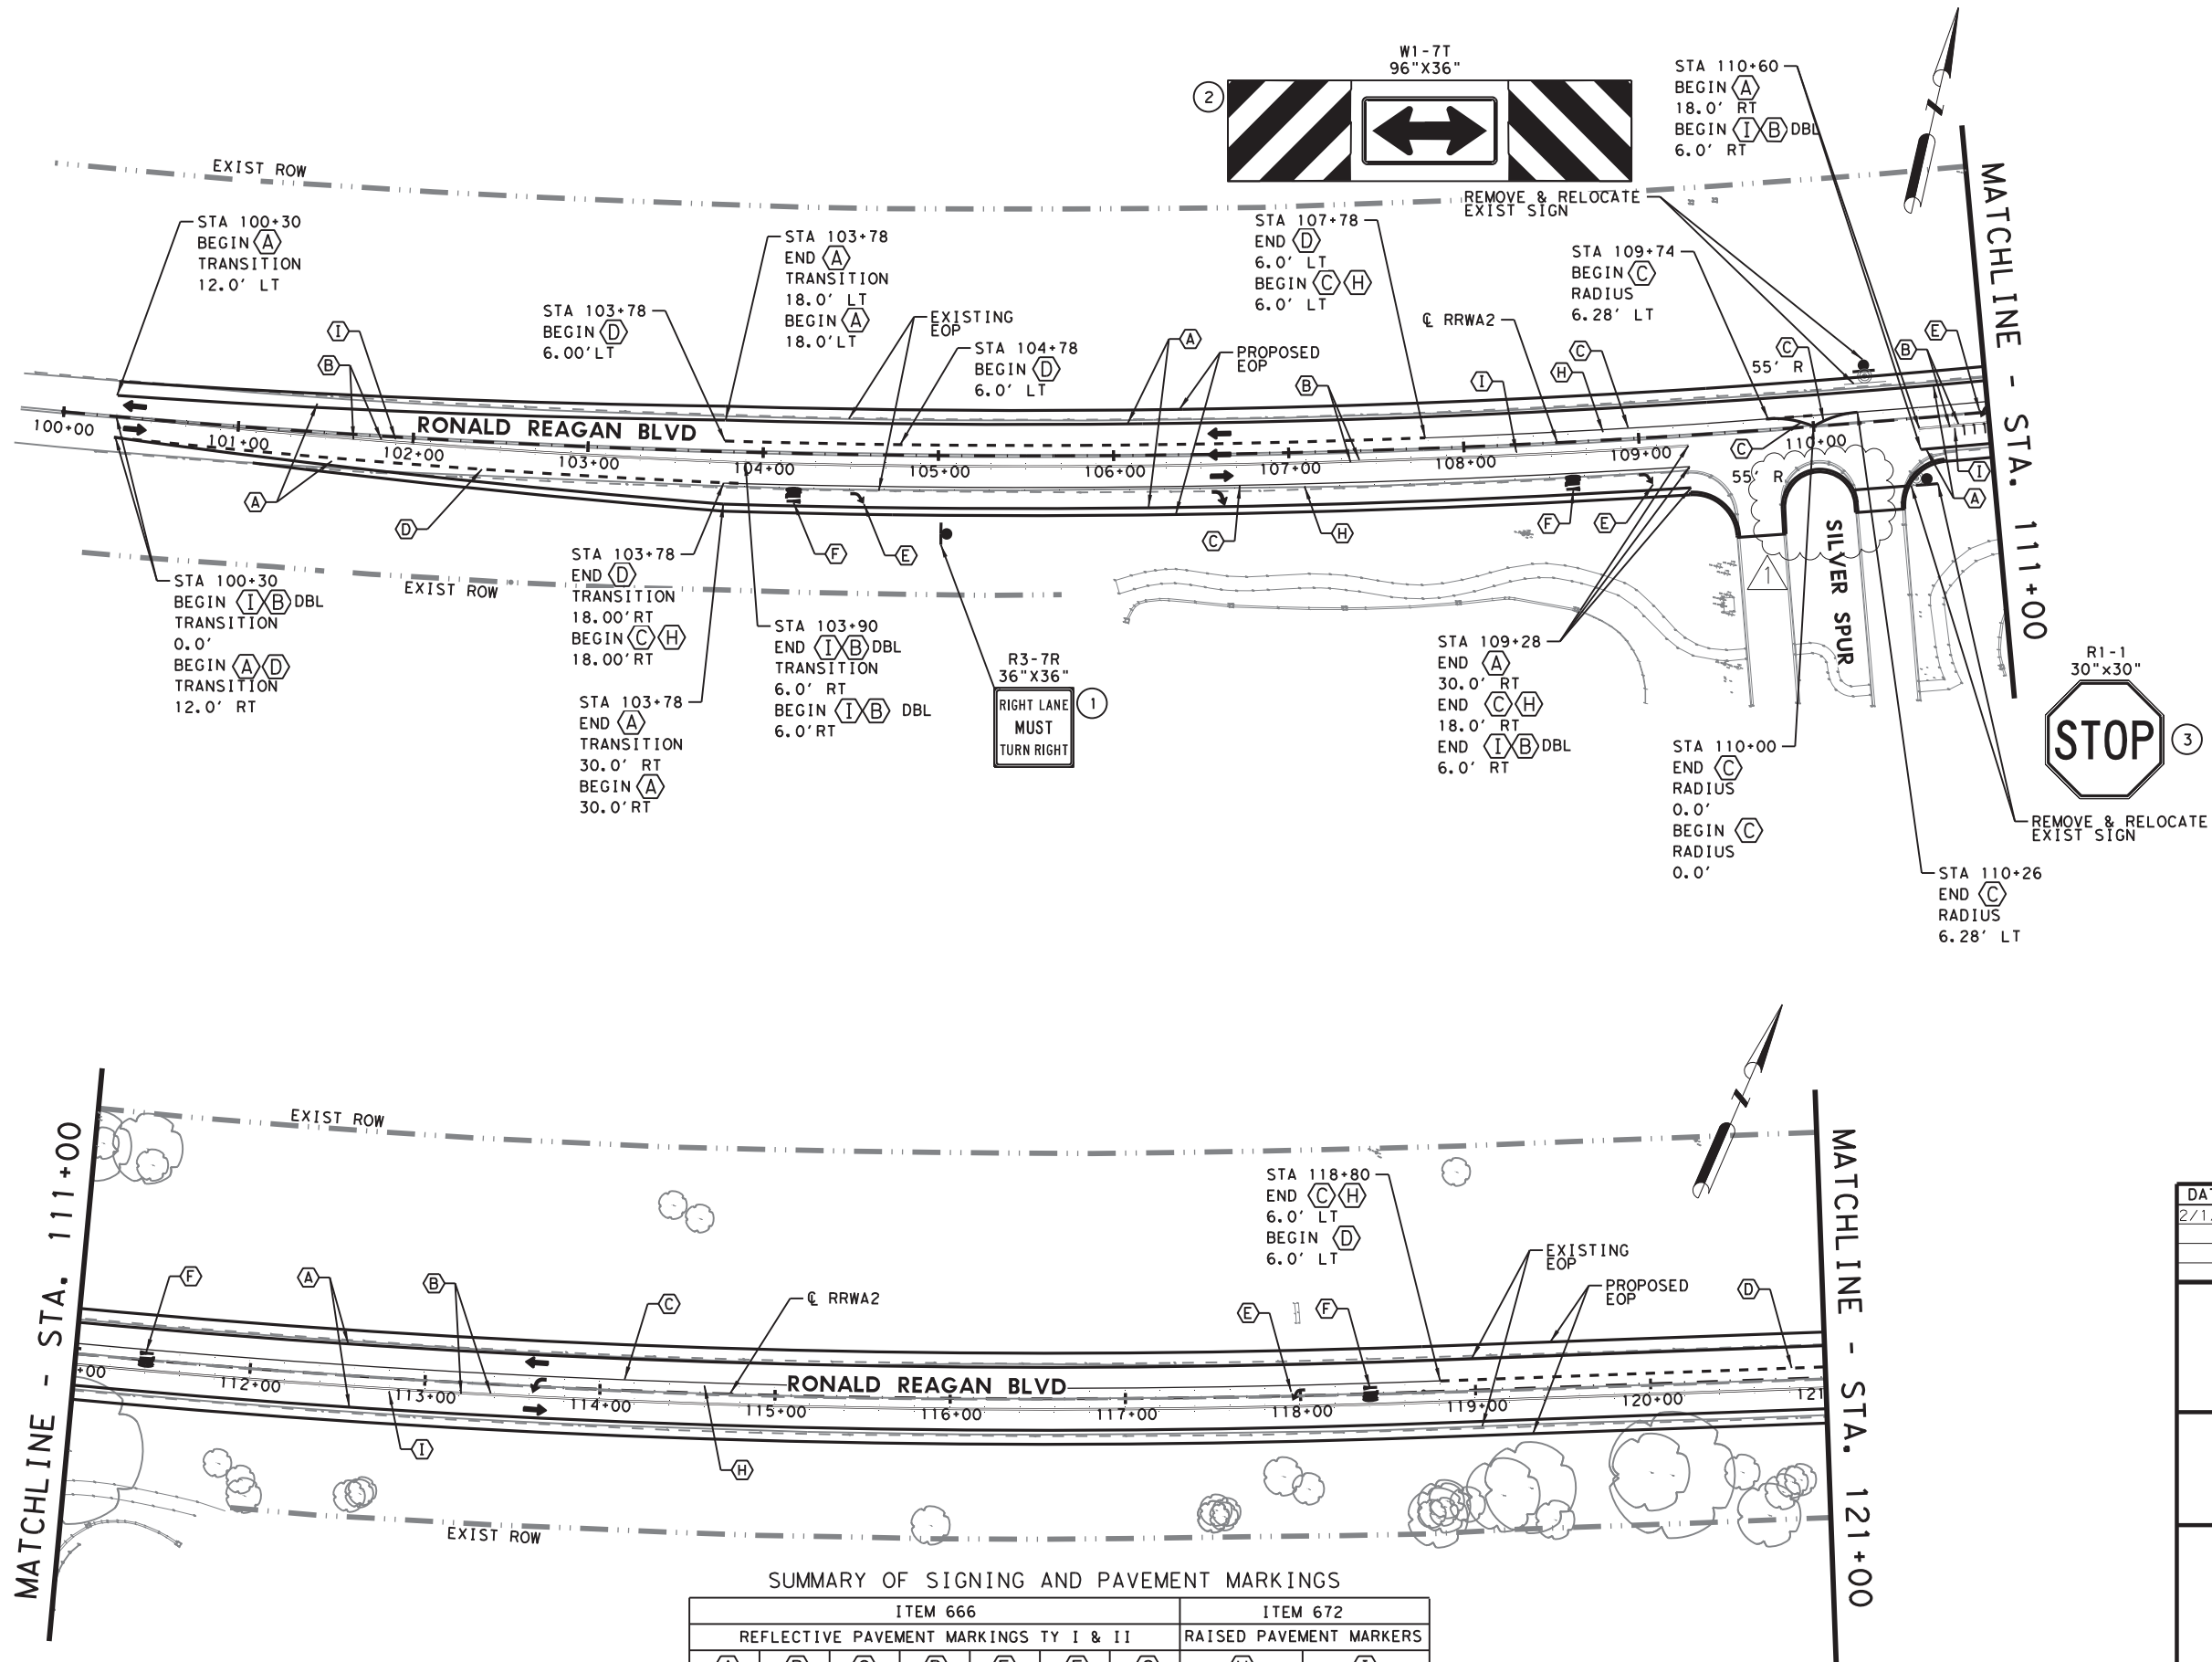 W1-7T
96"X36"
2
STA 110+60
BEGIN A
18.0' RT
BEGIN I B DBL
6.0' RT
EXIST ROW
REMOVE & RELOCATE
EXIST SIGN
MATCHLINE - STA. 111+00
STA 100+30
BEGIN A
TRANSITION
12.0' LT
STA 103+78
BEGIN D
6.00'LT
STA 103+78
END A
TRANSITION
18.0' LT
BEGIN A
18.0'LT
EXISTING
EOP
STA 104+78
BEGIN D
6.0' LT
A
PROPOSED
EOP
STA 107+78
END D
6.0' LT
BEGIN C H
6.0' LT
℄ RRWA2
STA 109+74
BEGIN C
RADIUS
6.28' LT
I
B
B
I
H
C
C
55' R
B
E
RONALD REAGAN BLVD
100+00
101+00
102+00
103+00
104+00
105+00
106+00
107+00
108+00
109+00
110+00
111
A
D
F
E
C
H
F
E
C
55' R
I
A
SILVER SPUR
1
EXIST ROW
STA 100+30
BEGIN I B DBL
TRANSITION
0.0'
BEGIN A D
TRANSITION
12.0' RT
STA 103+78
END D
TRANSITION
18.00'RT
BEGIN C H
18.00'RT
STA 103+78
END A
TRANSITION
30.0' RT
BEGIN A
30.0'RT
STA 103+90
END I B DBL
TRANSITION
6.0' RT
BEGIN I B DBL
6.0'RT
R3-7R
36"X36"
RIGHT LANE
MUST
TURN RIGHT
1
STA 109+28
END A
30.0' RT
END C H
18.0' RT
END I B DBL
6.0' RT
STA 110+00
END C
RADIUS
0.0'
BEGIN C
RADIUS
0.0'
R1-1
30"x30"
STOP
3
REMOVE & RELOCATE
EXIST SIGN
STA 110+26
END C
RADIUS
6.28' LT
MATCHLINE - STA. 111+00
EXIST ROW
STA 118+80
END C H
6.0' LT
BEGIN D
6.0' LT
EXISTING
EOP
PROPOSED
EOP
MATCHLINE - STA. 121+00
F
A
B
C
℄ RRWA2
E
F
D
RONALD REAGAN BLVD
+00
112+00
113+00
114+00
115+00
116+00
117+00
118+00
119+00
120+00
121
I
H
EXIST ROW
DAT
2/1
SUMMARY OF SIGNING AND PAVEMENT MARKINGS
ITEM 666
ITEM 672
REFLECTIVE PAVEMENT MARKINGS TY I & II
RAISED PAVEMENT MARKERS